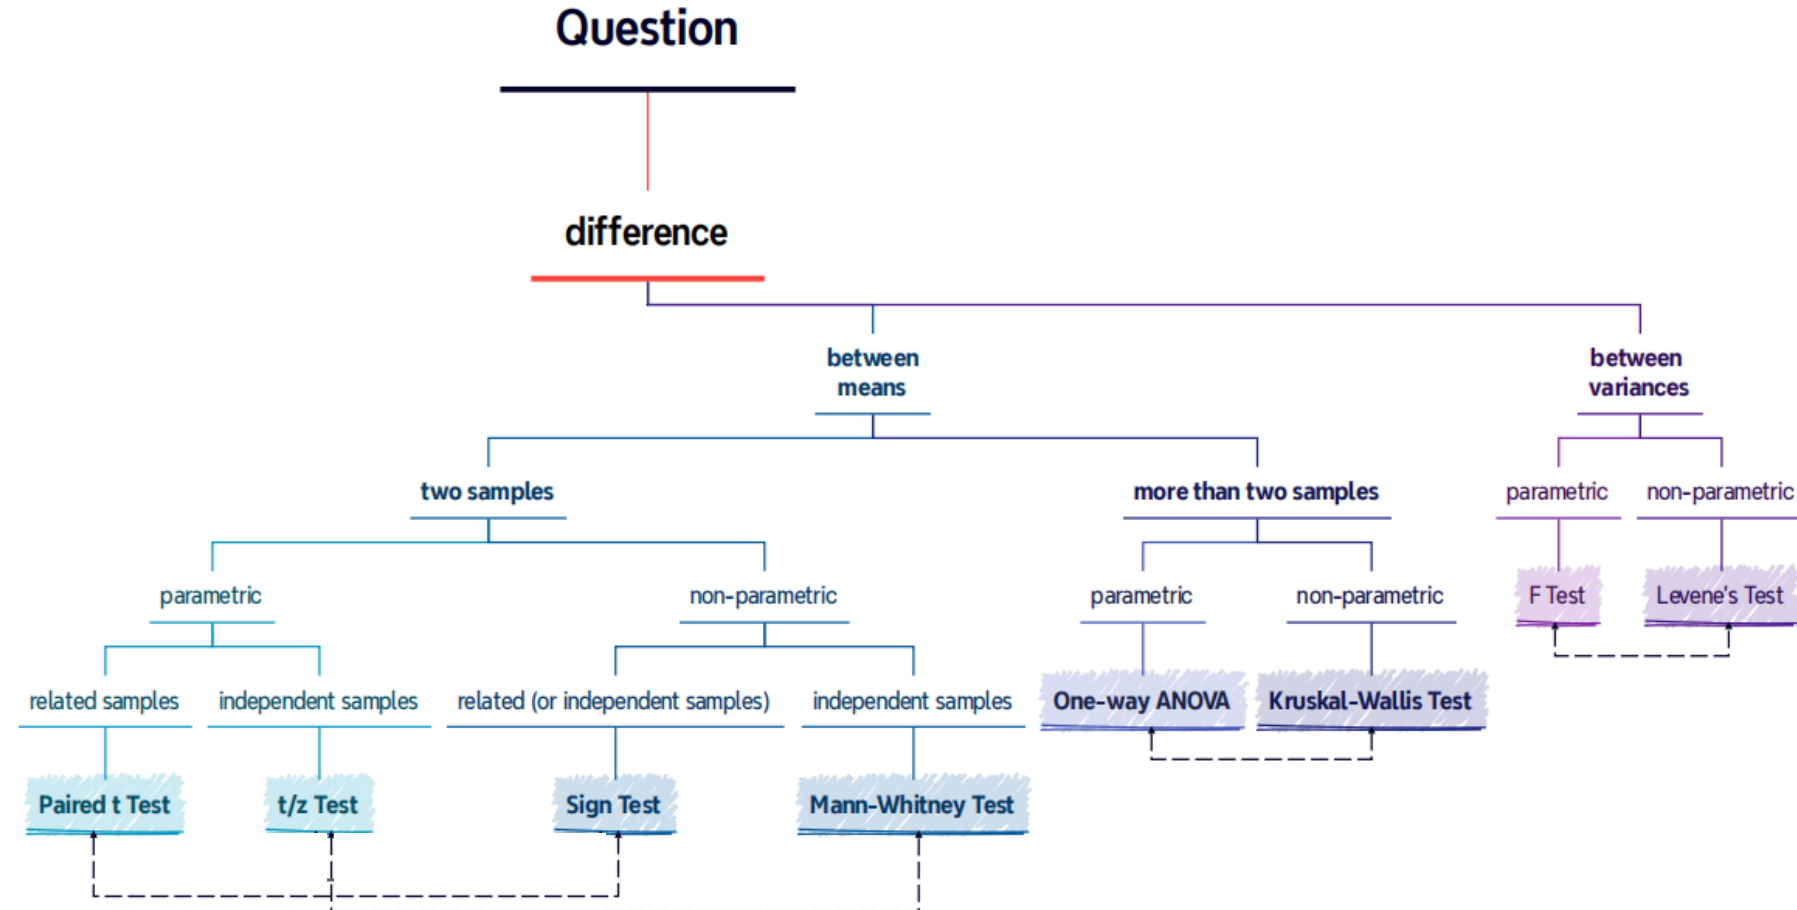 Question
difference
between
means
between
variances
two samples
more than two samples
parametric
non-parametric
parametric
non-parametric
parametric
non-parametric
F Test
Levene's Test
related samples
independent samples
related (or independent samples)
independent samples
One-way ANOVA
Kruskal-Wallis Test
Paired t Test
t/z Test
Sign Test
Mann-Whitney Test